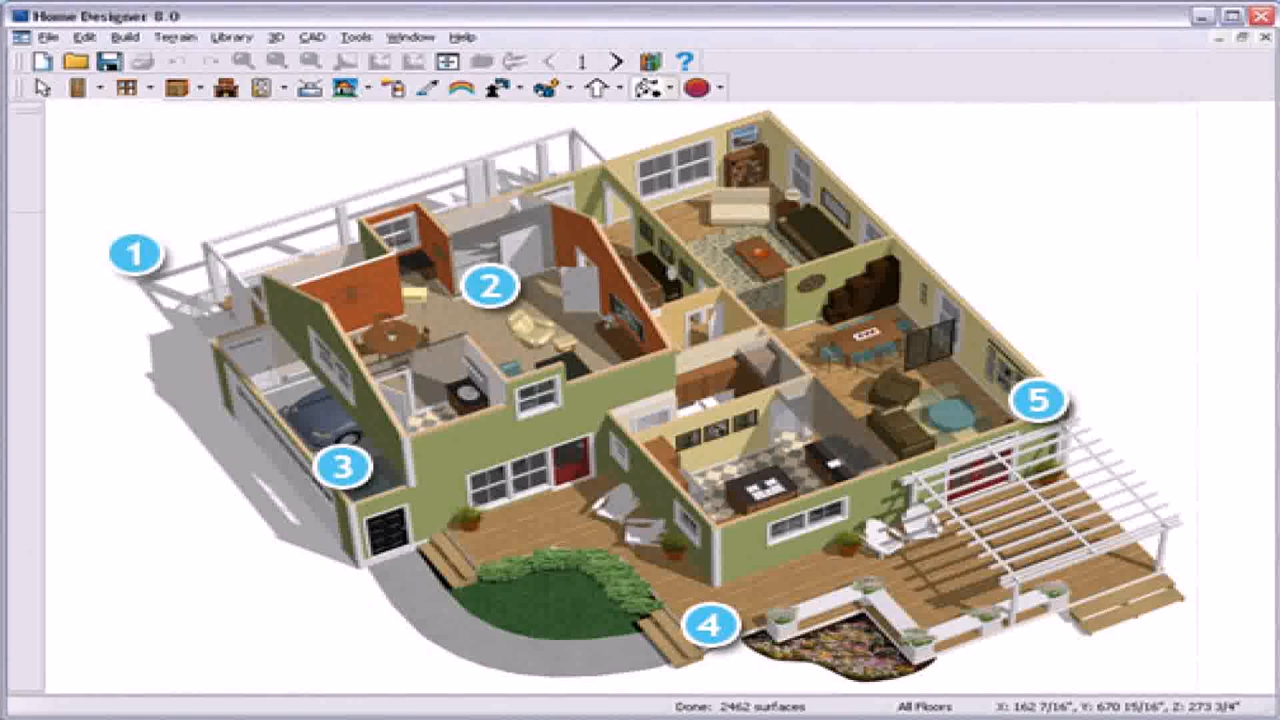 Home Designer 8.0
File Edit Build Terrain Library 3D CAD Tools Window Help
1
1
2
3
4
5
Done: 2462 surfaces All Floors X: 162 7/16", Y: 670 15/16", Z: 273 3/4"